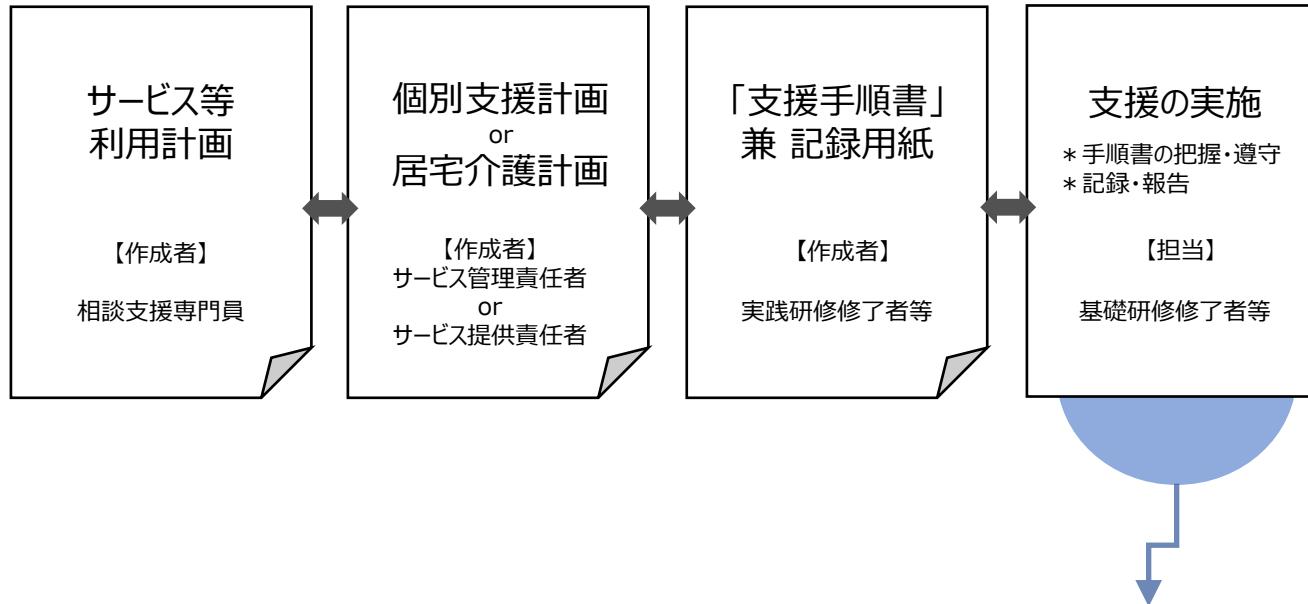 サービス等
利用計画
【作成者】
相談支援専門員
個別支援計画
or
居宅介護計画
【作成者】
サービス管理責任者
or
サービス提供責任者
「支援手順書」
兼 記録用紙
【作成者】
実践研修修了者等
支援の実施
＊手順書の把握・遵守
＊記録・報告
【担当】
基礎研修修了者等